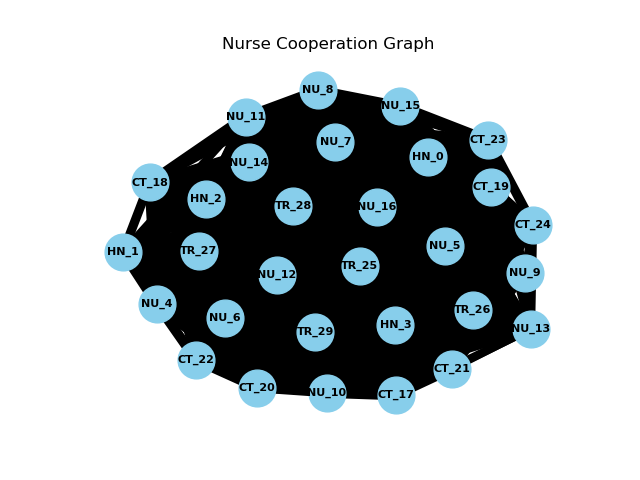 Nurse Cooperation Graph
NU_8
NU_15
NU_11
CT_23
NU_7
HN_0
NU_14
CT_18
CT_19
HN_2
TR_28
NU_16
CT_24
NU_5
TR_27
HN_1
TR_25
NU_9
NU_12
NU_4
TR_26
NU_6
HN_3
NU_13
TR_29
CT_22
CT_21
CT_20
NU_10
CT_17